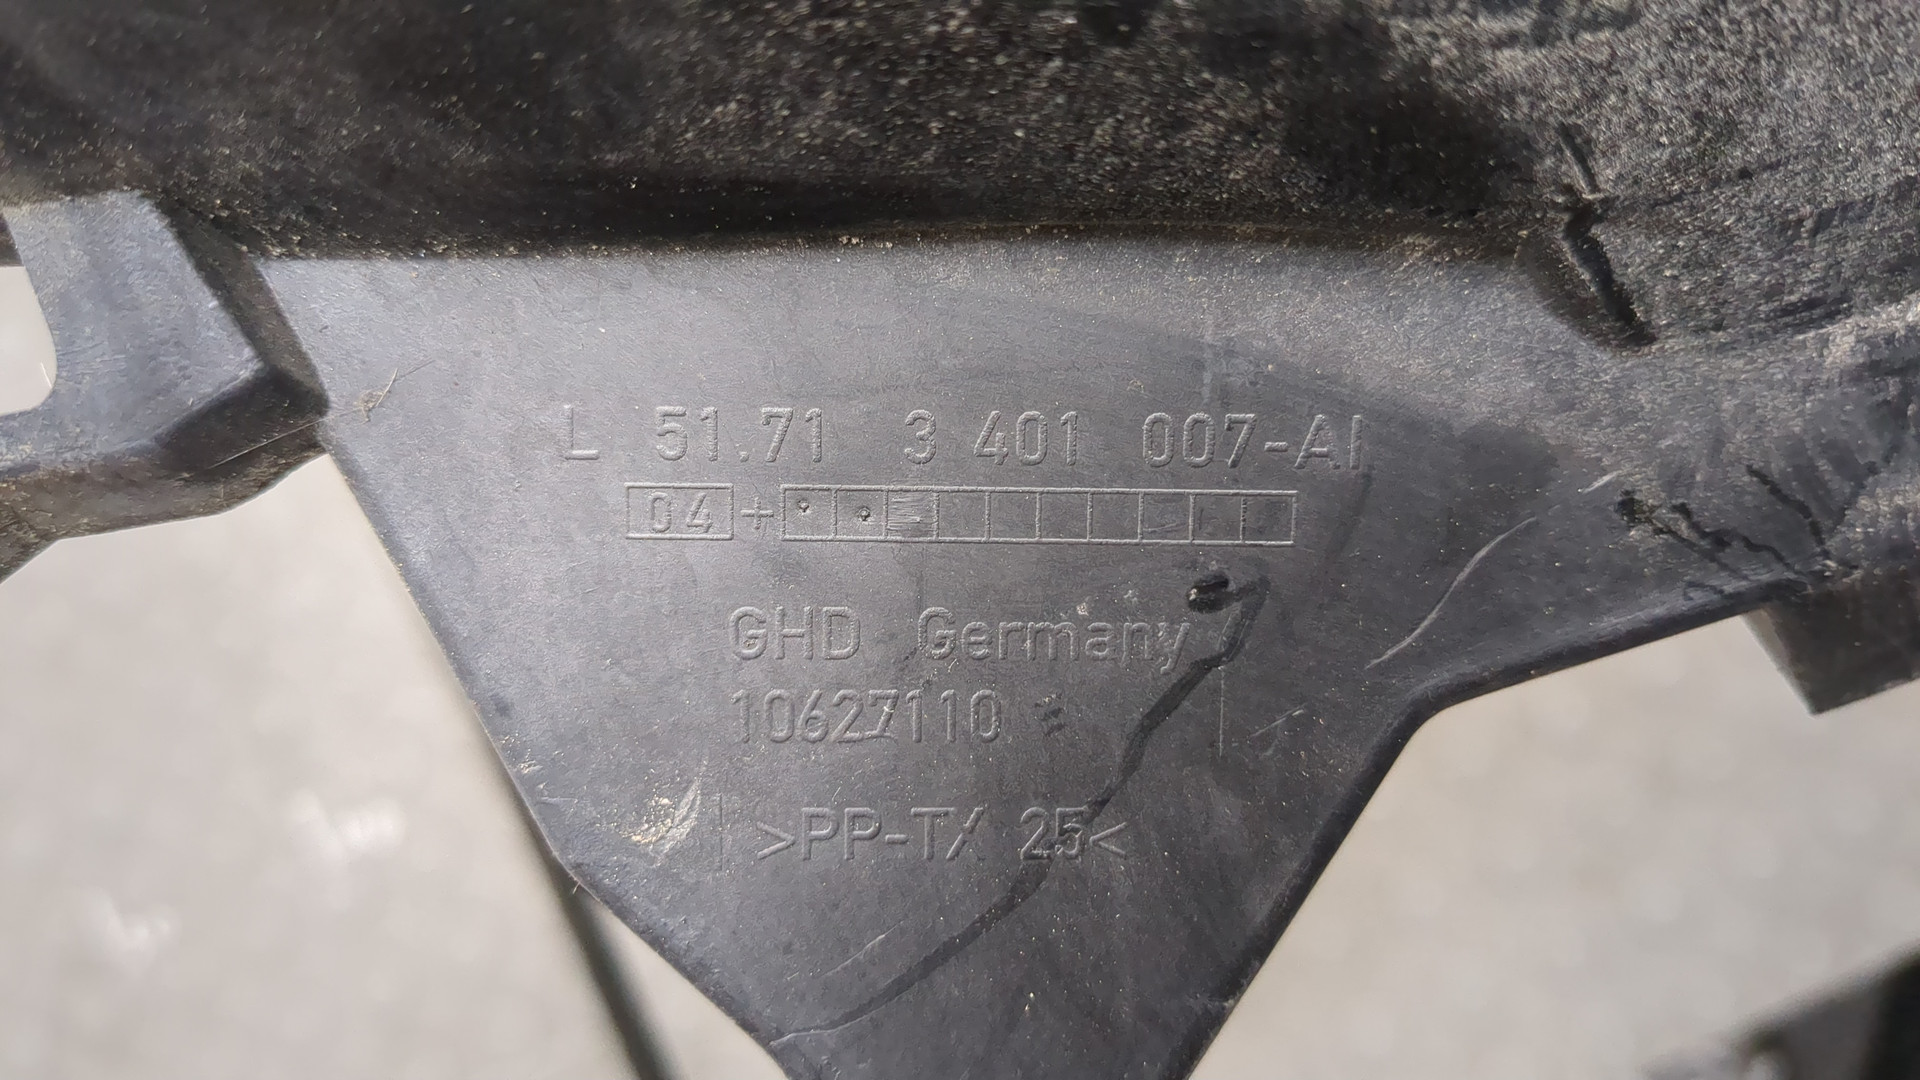 L 51.71 3 401 007-AI
04 +
GHD Germany
10627110
>PP-TX 25<